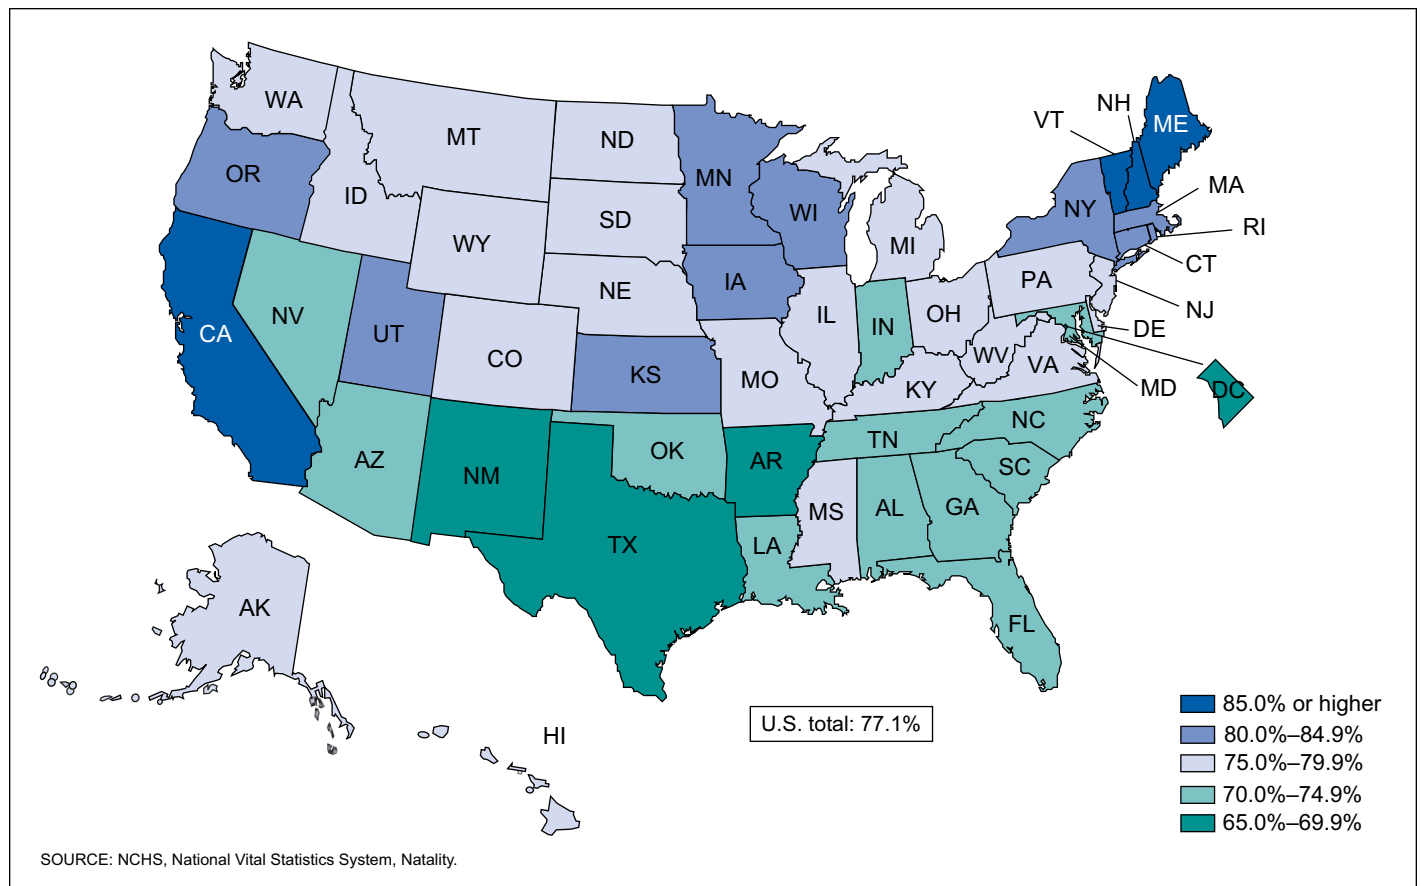 WA
MT
ND
MN
VT
NH
ME
OR
ID
SD
WI
MI
NY
MA
RI
WY
CT
IA
NE
PA
NJ
CA
NV
UT
CO
IL
IN
OH
DE
KS
MO
WV
VA
KY
MD
DC
AZ
NM
OK
AR
TN
NC
SC
TX
LA
MS
AL
GA
FL
AK
HI
U.S. total: 77.1%
85.0% or higher
80.0%–84.9%
75.0%–79.9%
70.0%–74.9%
65.0%–69.9%
SOURCE: NCHS, National Vital Statistics System, Natality.